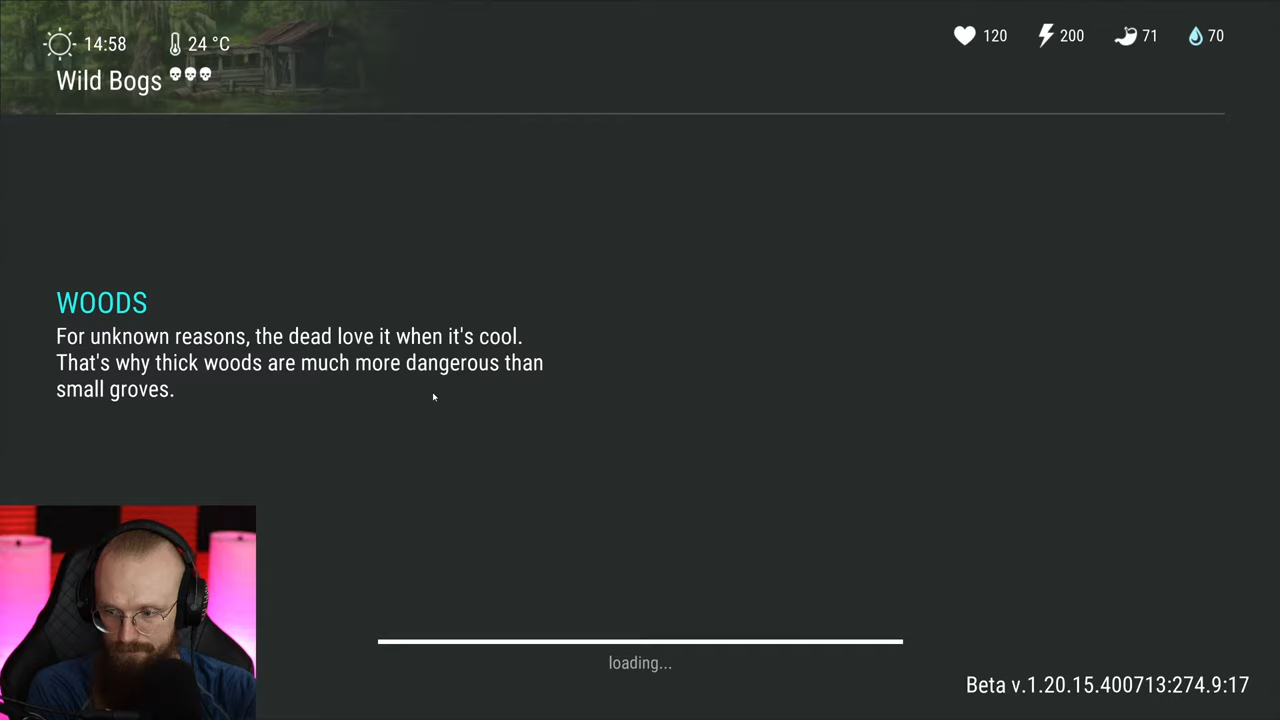 14:58 24 °C 120 200 71 70
Wild Bogs
WOODS
For unknown reasons, the dead love it when it's cool.
That's why thick woods are much more dangerous than
small groves.
loading...
Beta v.1.20.15.400713:274.9:17